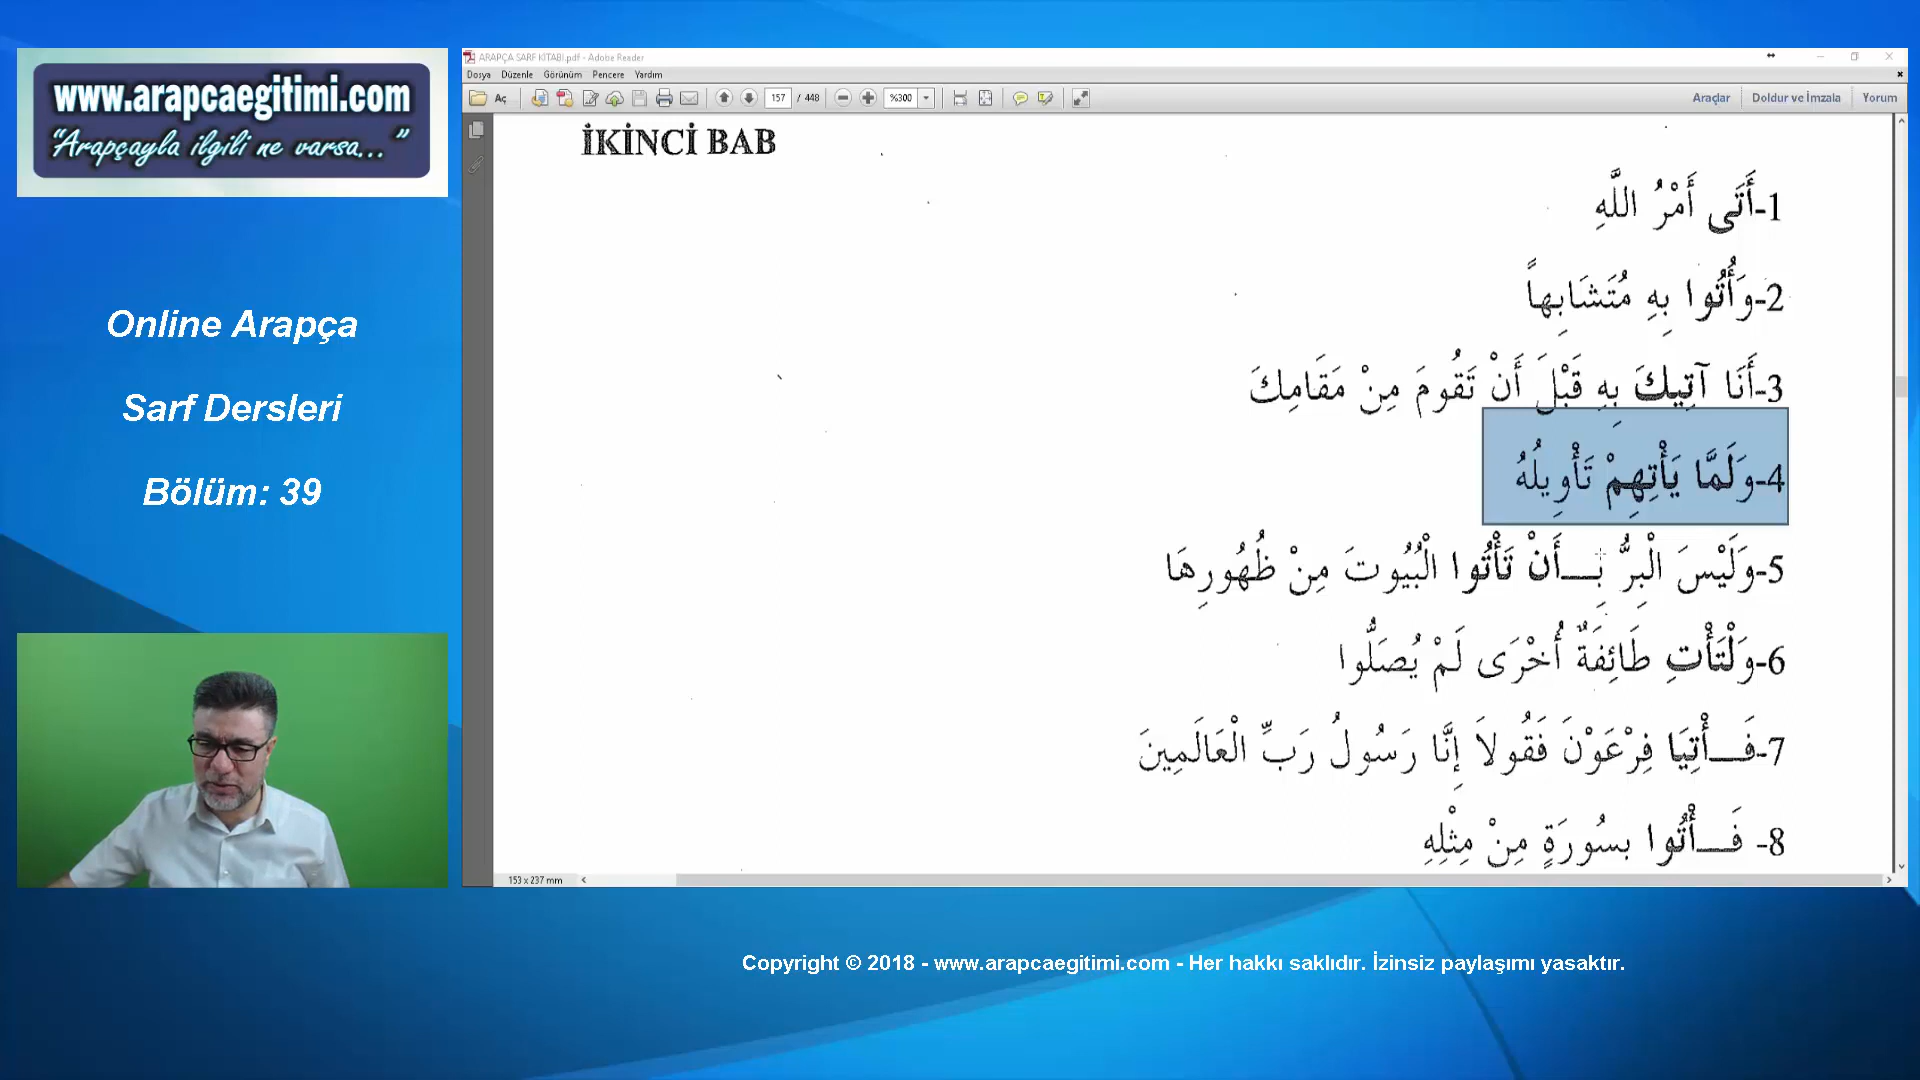 www.arapcaegitimi.com
"Arapçayla ilgili ne varsa..."
Online Arapça
Sarf Dersleri
Bölüm: 39
ARAPÇA SARF KİTABI.pdf - Adobe Reader
Dosya Düzenle Görünüm Pencere Yardım
Aç 157 / 448 %300 Araçlar Doldur ve İmzala Yorum
İKİNCİ BAB
1-أَتَى أَمْرُ اللَّهِ
2-وَأُتُوا بِهِ مُتَشَابِهاً
3-أَنَا آتِيكَ بِهِ قَبْلَ أَنْ تَقُومَ مِنْ مَقَامِكَ
4-وَلَمَّا يَأْتِهِمْ تَأْوِيلُهُ
5-وَلَيْسَ الْبِرُّ بِـــأَنْ تَأْتُوا الْبُيُوتَ مِنْ ظُهُورِهَا
6-وَلْتَأْتِ طَائِفَةٌ أُخْرَى لَمْ يُصَلُّوا
7-فَـــأْتِيَا فِرْعَوْنَ فَقُولاَ إِنَّا رَسُولُ رَبِّ الْعَالَمِينَ
8- فَـــأْتُوا بِسُورَةٍ مِنْ مِثْلِهِ
153 x 237 mm
Copyright © 2018 - www.arapcaegitimi.com - Her hakkı saklıdır. İzinsiz paylaşımı yasaktır.